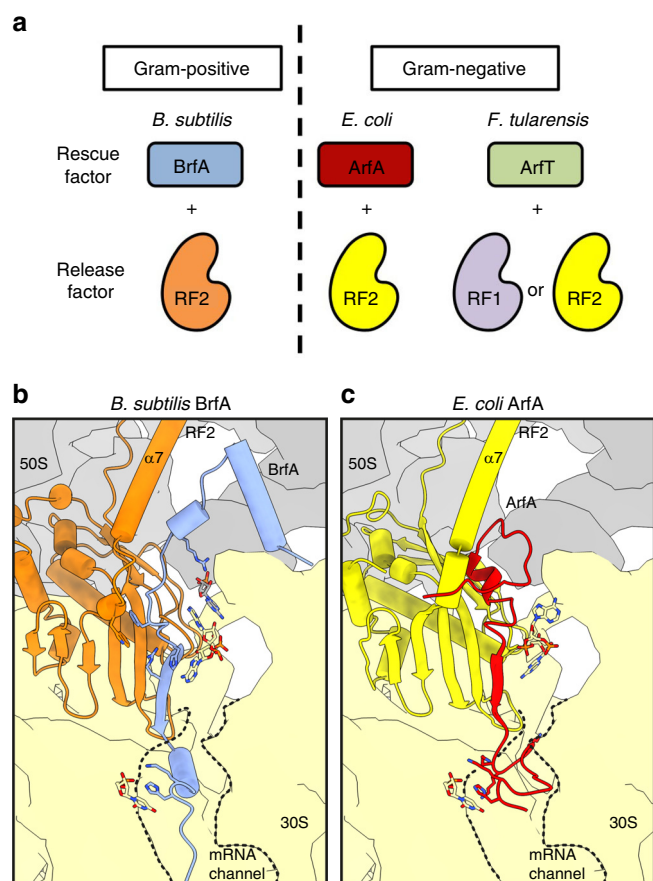 a
Gram-positive
Gram-negative
B. subtilis
E. coli
F. tularensis
Rescue
factor
BrfA
ArfA
ArfT
+
+
+
Release
factor
RF2
RF2
RF1
or
RF2
b
B. subtilis BrfA
50S
α7
RF2
BrfA
mRNA
channel
30S
c
E. coli ArfA
50S
α7
RF2
ArfA
mRNA
channel
30S